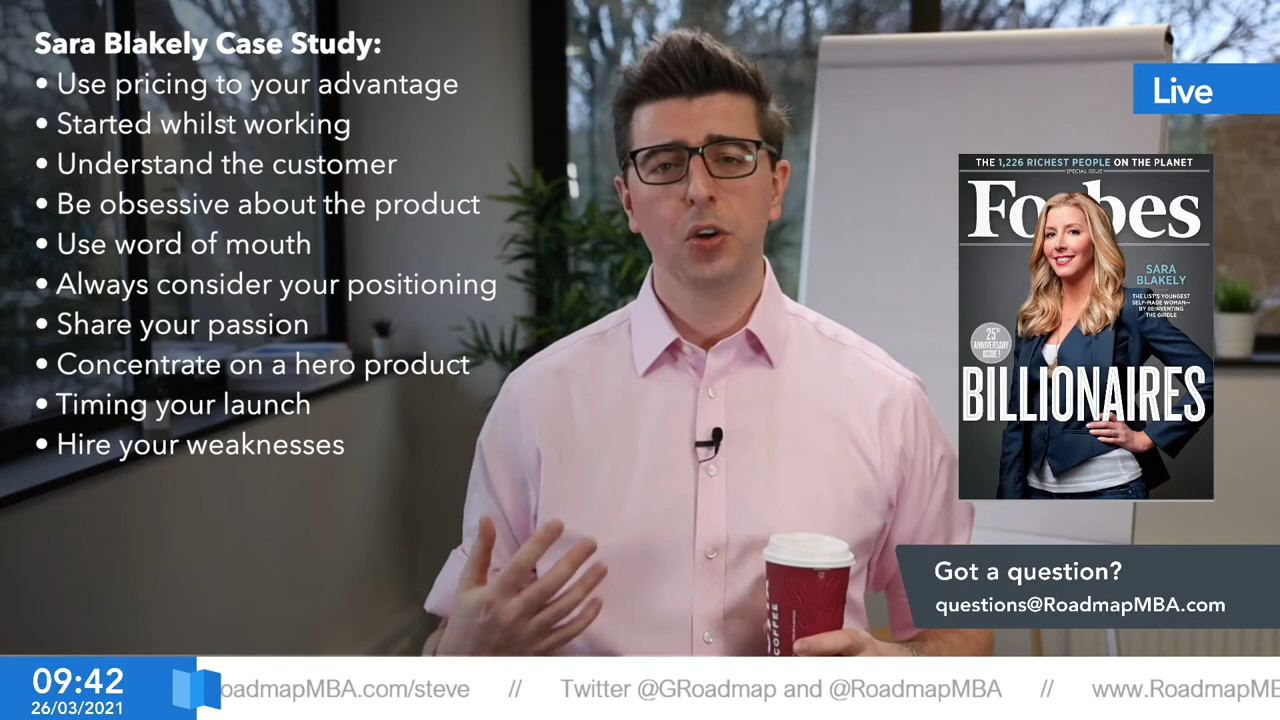 Sara Blakely Case Study:
• Use pricing to your advantage
• Started whilst working
• Understand the customer
• Be obsessive about the product
• Use word of mouth
• Always consider your positioning
• Share your passion
• Concentrate on a hero product
• Timing your launch
• Hire your weaknesses
Live
THE 1,226 RICHEST PEOPLE ON THE PLANET
SPECIAL ISSUE
Forbes
SARA
BLAKELY
THE LIST'S YOUNGEST
SELF-MADE WOMAN—
BY REINVENTING
THE GIRDLE
25TH
ANNIVERSARY
ISSUE!
BILLIONAIRES
COFFEE
Got a question?
questions@RoadmapMBA.com
09:42
26/03/2021
oadmapMBA.com/steve // Twitter @GRoadmap and @RoadmapMBA // www.RoadmapMB